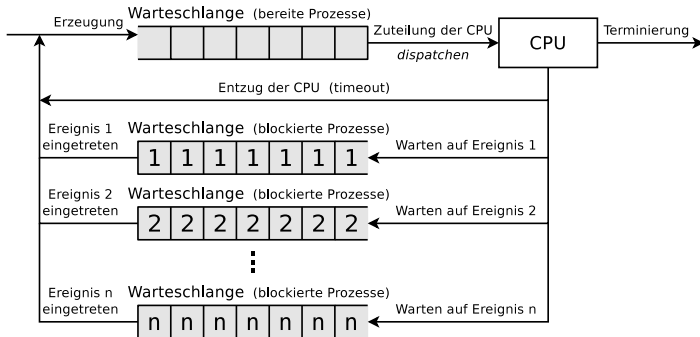 Erzeugung
Warteschlange (bereite Prozesse)
Zuteilung der CPU
dispatchen
CPU
Terminierung
Entzug der CPU (timeout)
Ereignis 1
eingetreten
Warteschlange (blockierte Prozesse)
1 1 1 1 1 1 1
Warten auf Ereignis 1
Ereignis 2
eingetreten
Warteschlange (blockierte Prozesse)
2 2 2 2 2 2 2
Warten auf Ereignis 2
Ereignis n
eingetreten
Warteschlange (blockierte Prozesse)
n n n n n n n
Warten auf Ereignis n